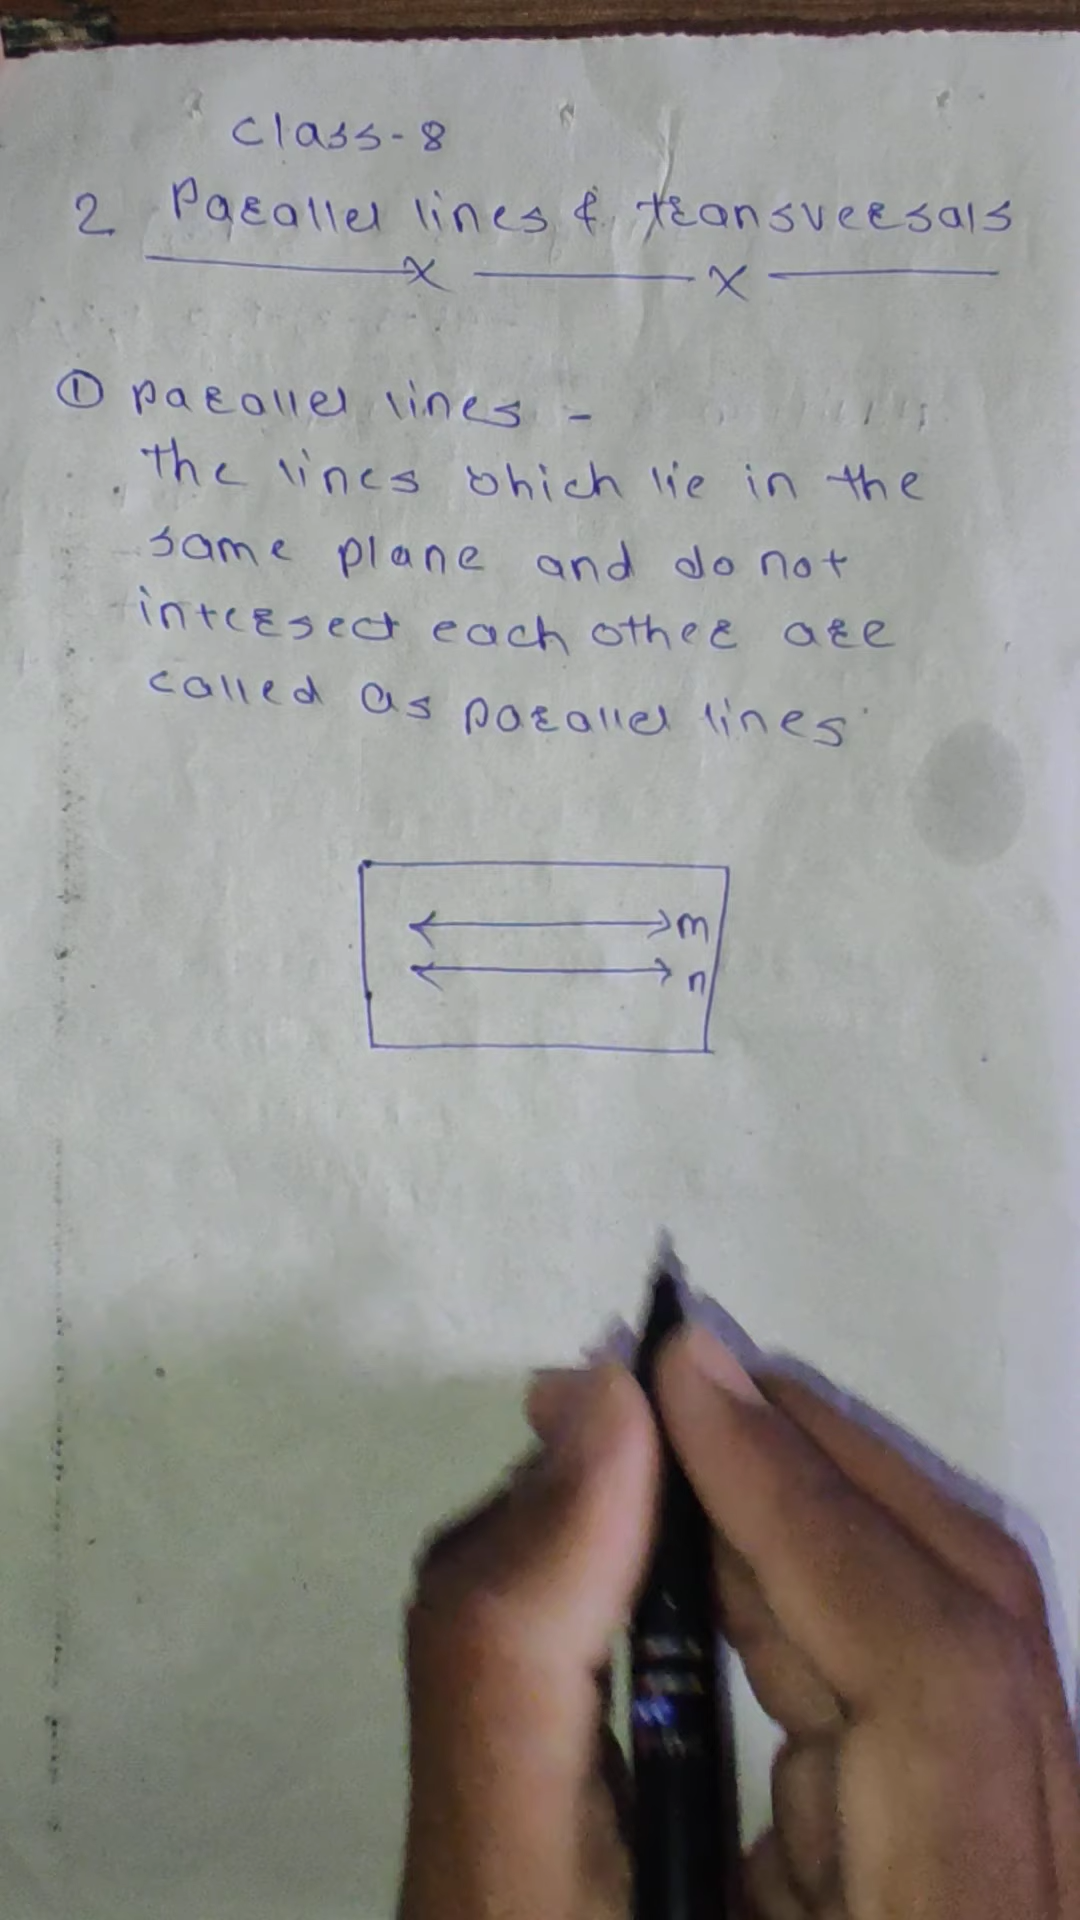 Class-8
2 Parallel lines & transversals
x x
① parallel lines -
the lines which lie in the
same plane and do not
intersect each other are
called as parallel lines.
m
n